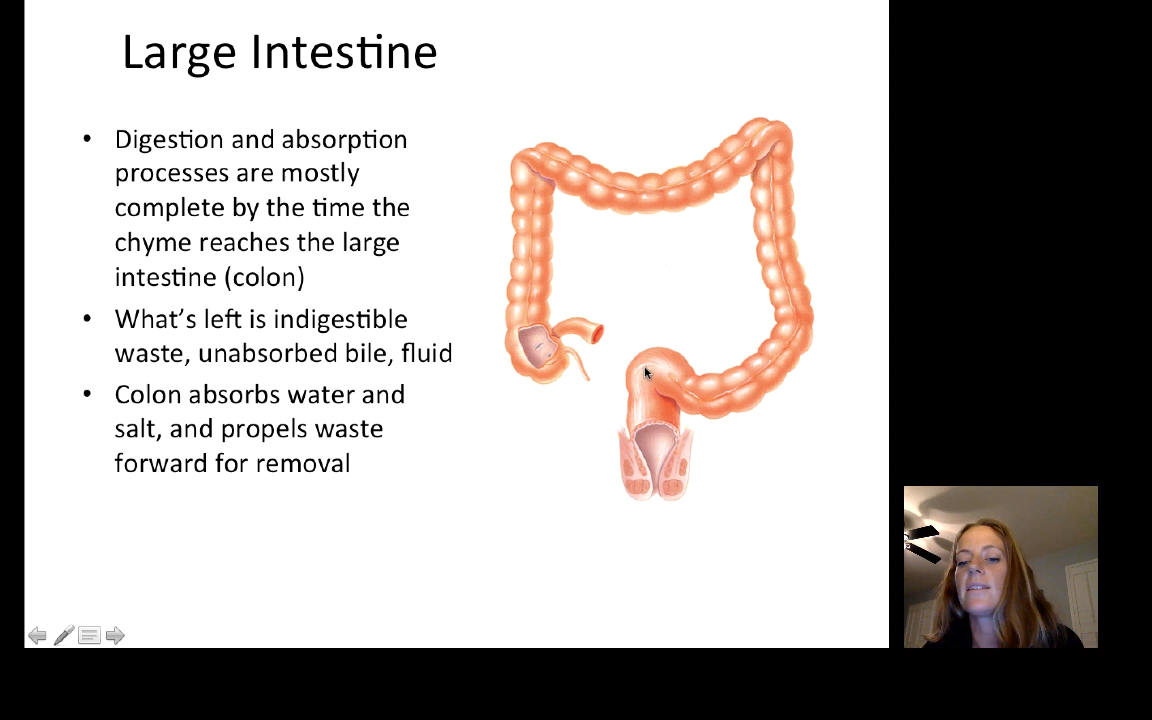 Large Intestine
• Digestion and absorption
processes are mostly
complete by the time the
chyme reaches the large
intestine (colon)
• What’s left is indigestible
waste, unabsorbed bile, fluid
• Colon absorbs water and
salt, and propels waste
forward for removal